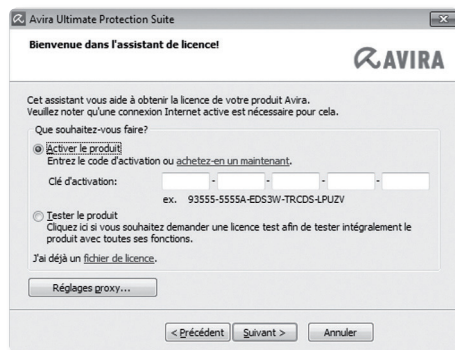 Avira Ultimate Protection Suite
Bienvenue dans l'assistant de licence!
AVIRA
Cet assistant vous aide à obtenir la licence de votre produit Avira.
Veuillez noter qu'une connexion Internet active est nécessaire pour cela.
Que souhaitez-vous faire?
Activer le produit
Entrez le code d'activation ou achetez-en un maintenant.
Clé d'activation: - - - -
ex. 93555-5555A-EDS3W-TRCDS-LPUZV
Tester le produit
Cliquez ici si vous souhaitez demander une licence test afin de tester intégralement le
produit avec toutes ses fonctions.
J'ai déjà un fichier de licence.
Réglages proxy...
< Précédent Suivant > Annuler